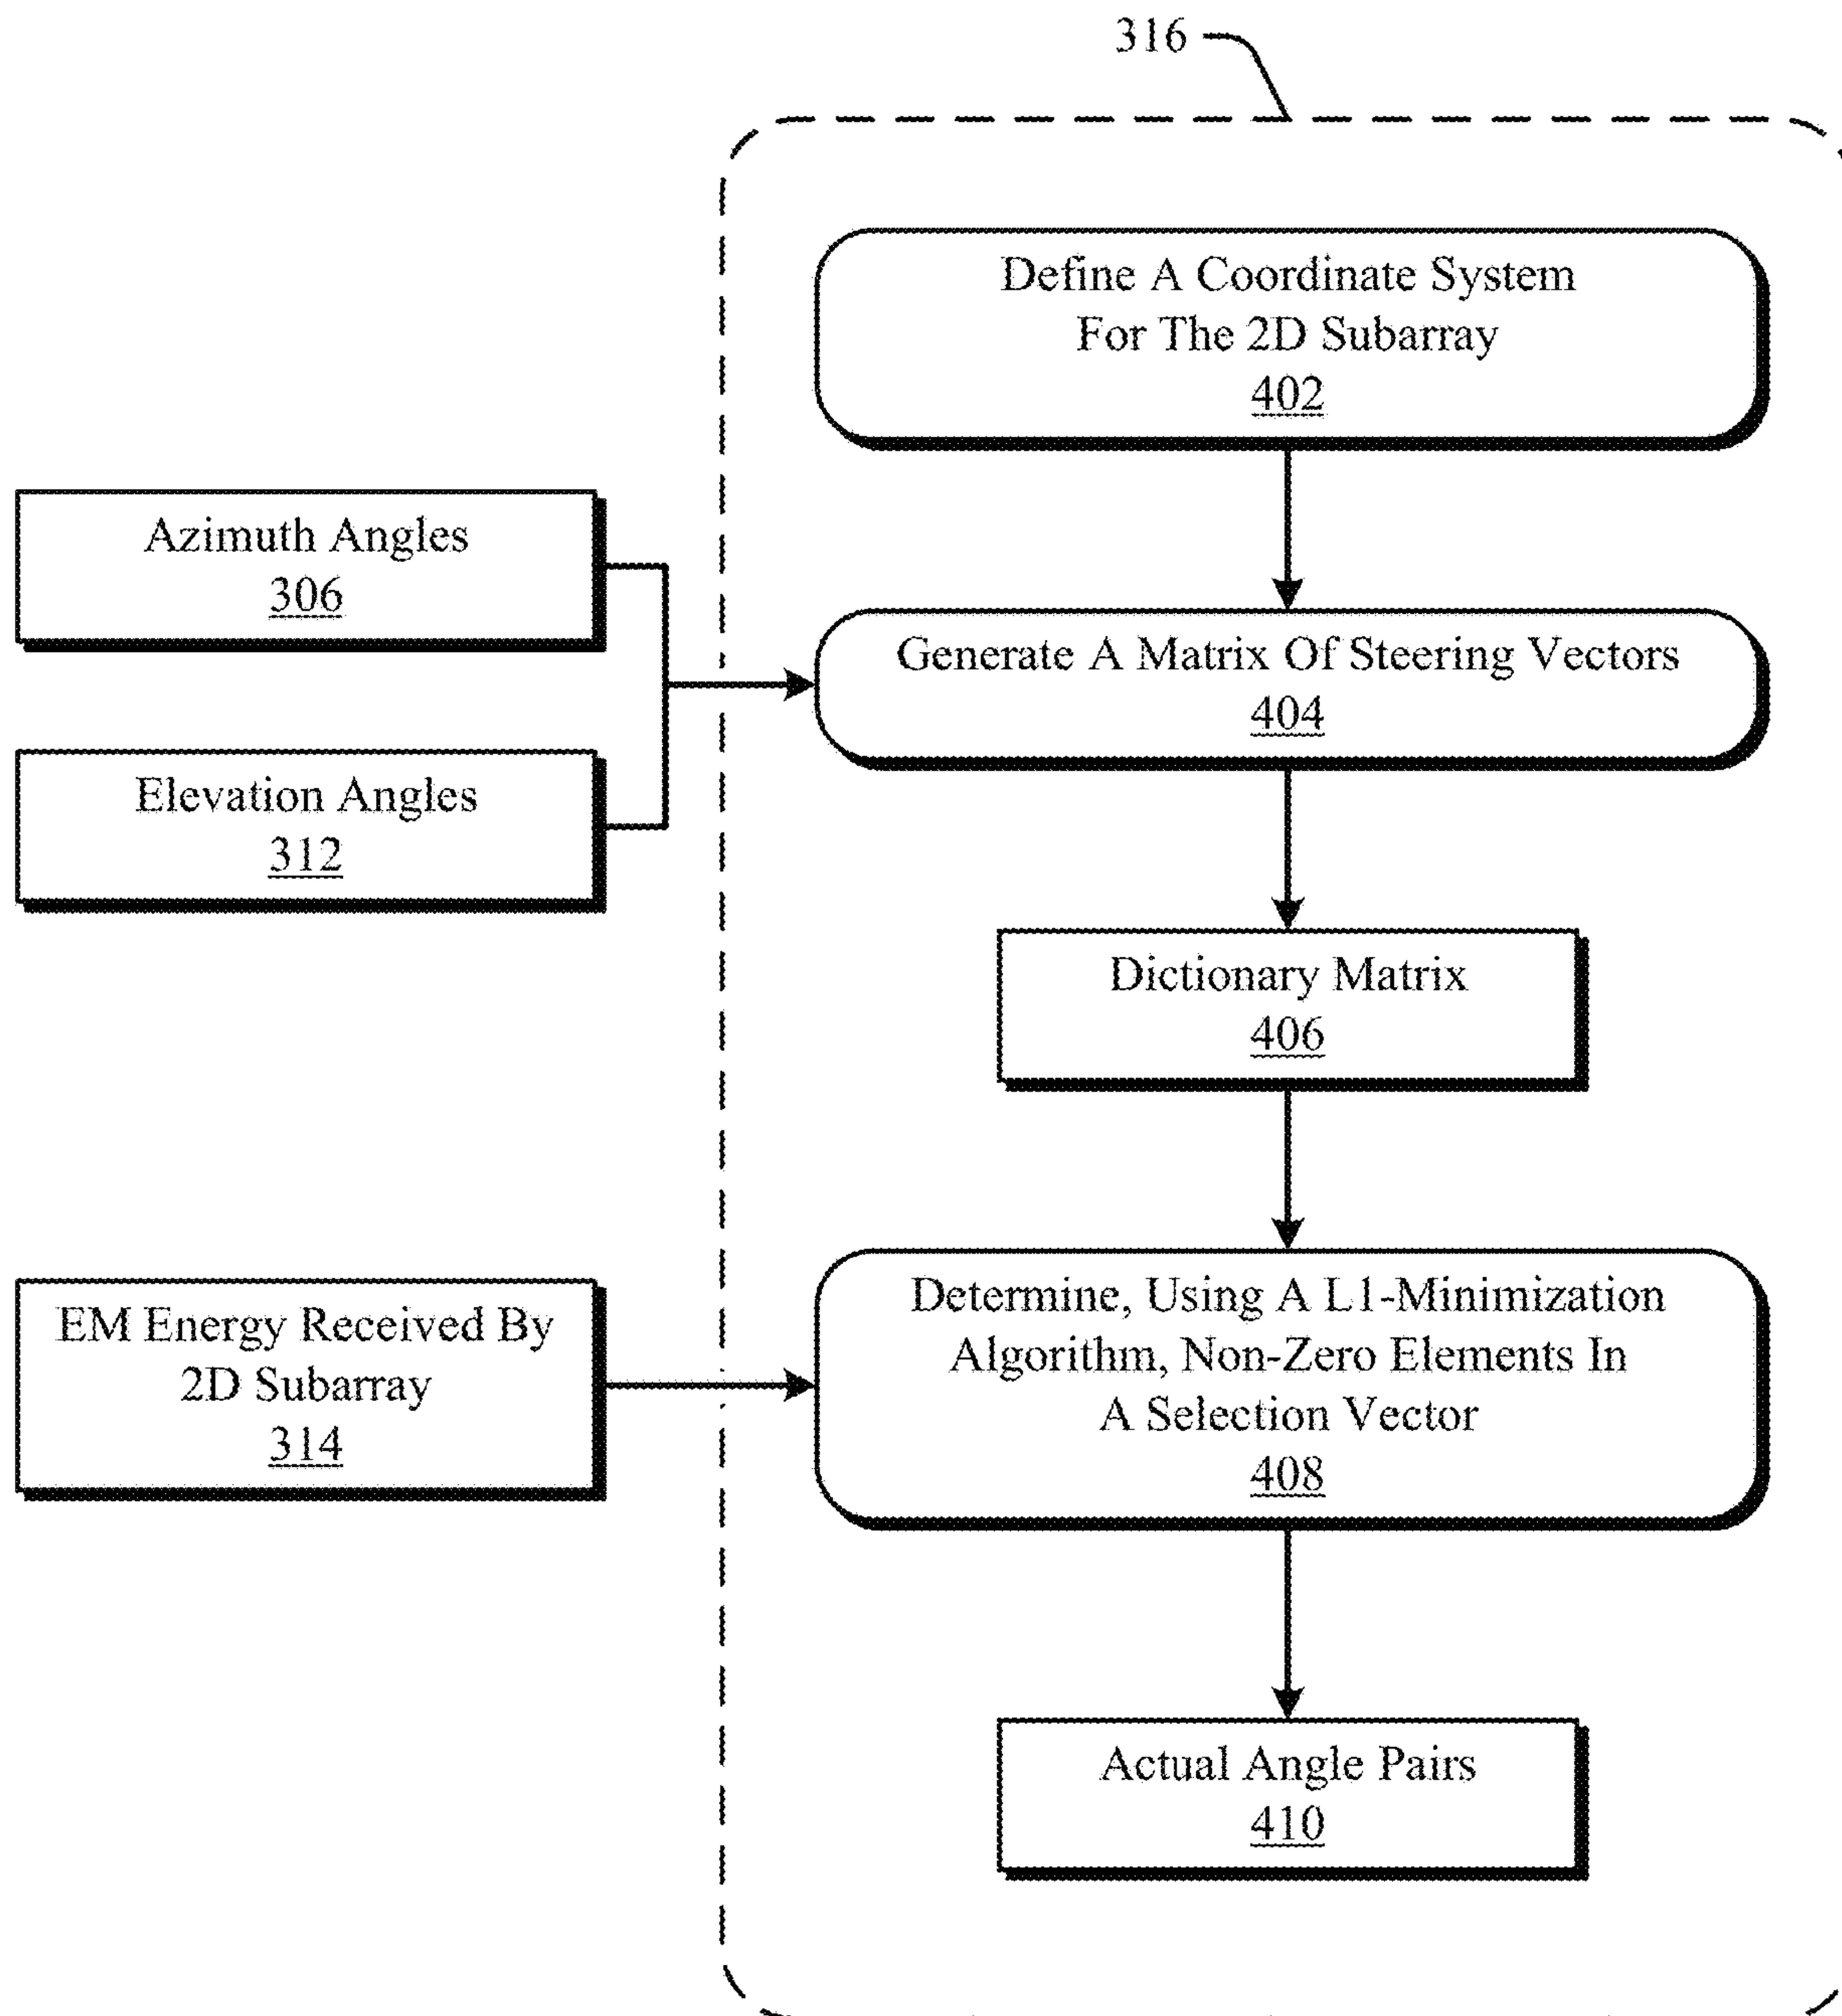 316
Define A Coordinate System
For The 2D Subarray
402
Azimuth Angles
306
Generate A Matrix Of Steering Vectors
404
Elevation Angles
312
Dictionary Matrix
406
EM Energy Received By
2D Subarray
314
Determine, Using A L1-Minimization
Algorithm, Non-Zero Elements In
A Selection Vector
408
Actual Angle Pairs
410